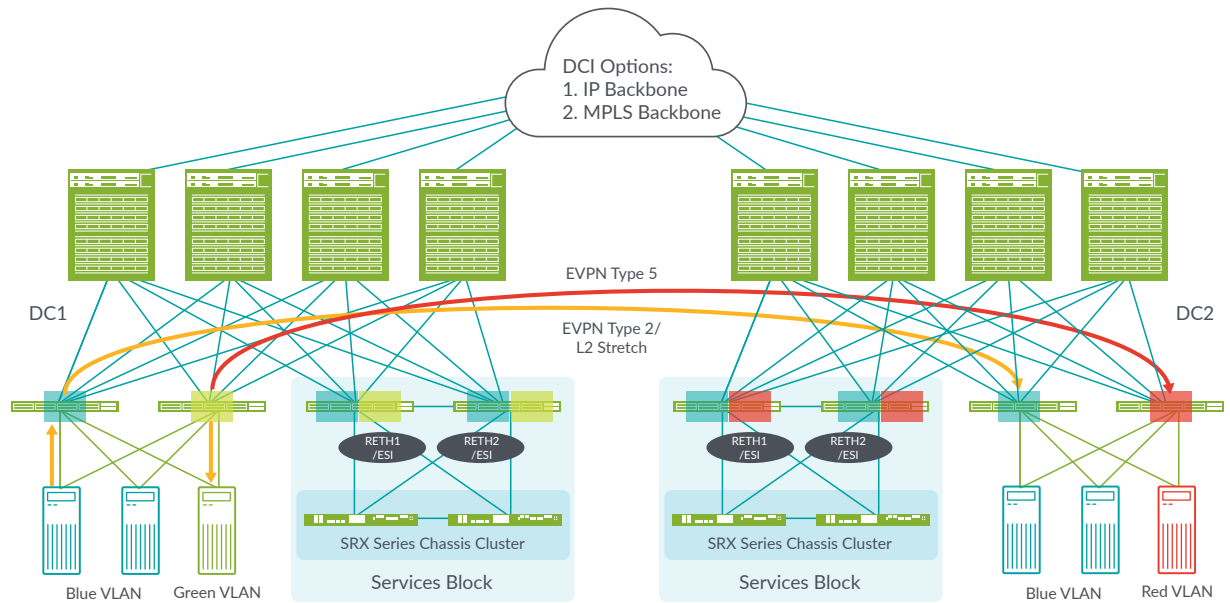 DCI Options:
1. IP Backbone
2. MPLS Backbone
EVPN Type 5
DC1
EVPN Type 2/
L2 Stretch
DC2
RETH1
/ESI
RETH2
/ESI
RETH1
/ESI
RETH2
/ESI
SRX Series Chassis Cluster
SRX Series Chassis Cluster
Services Block
Services Block
Blue VLAN
Green VLAN
Blue VLAN
Red VLAN